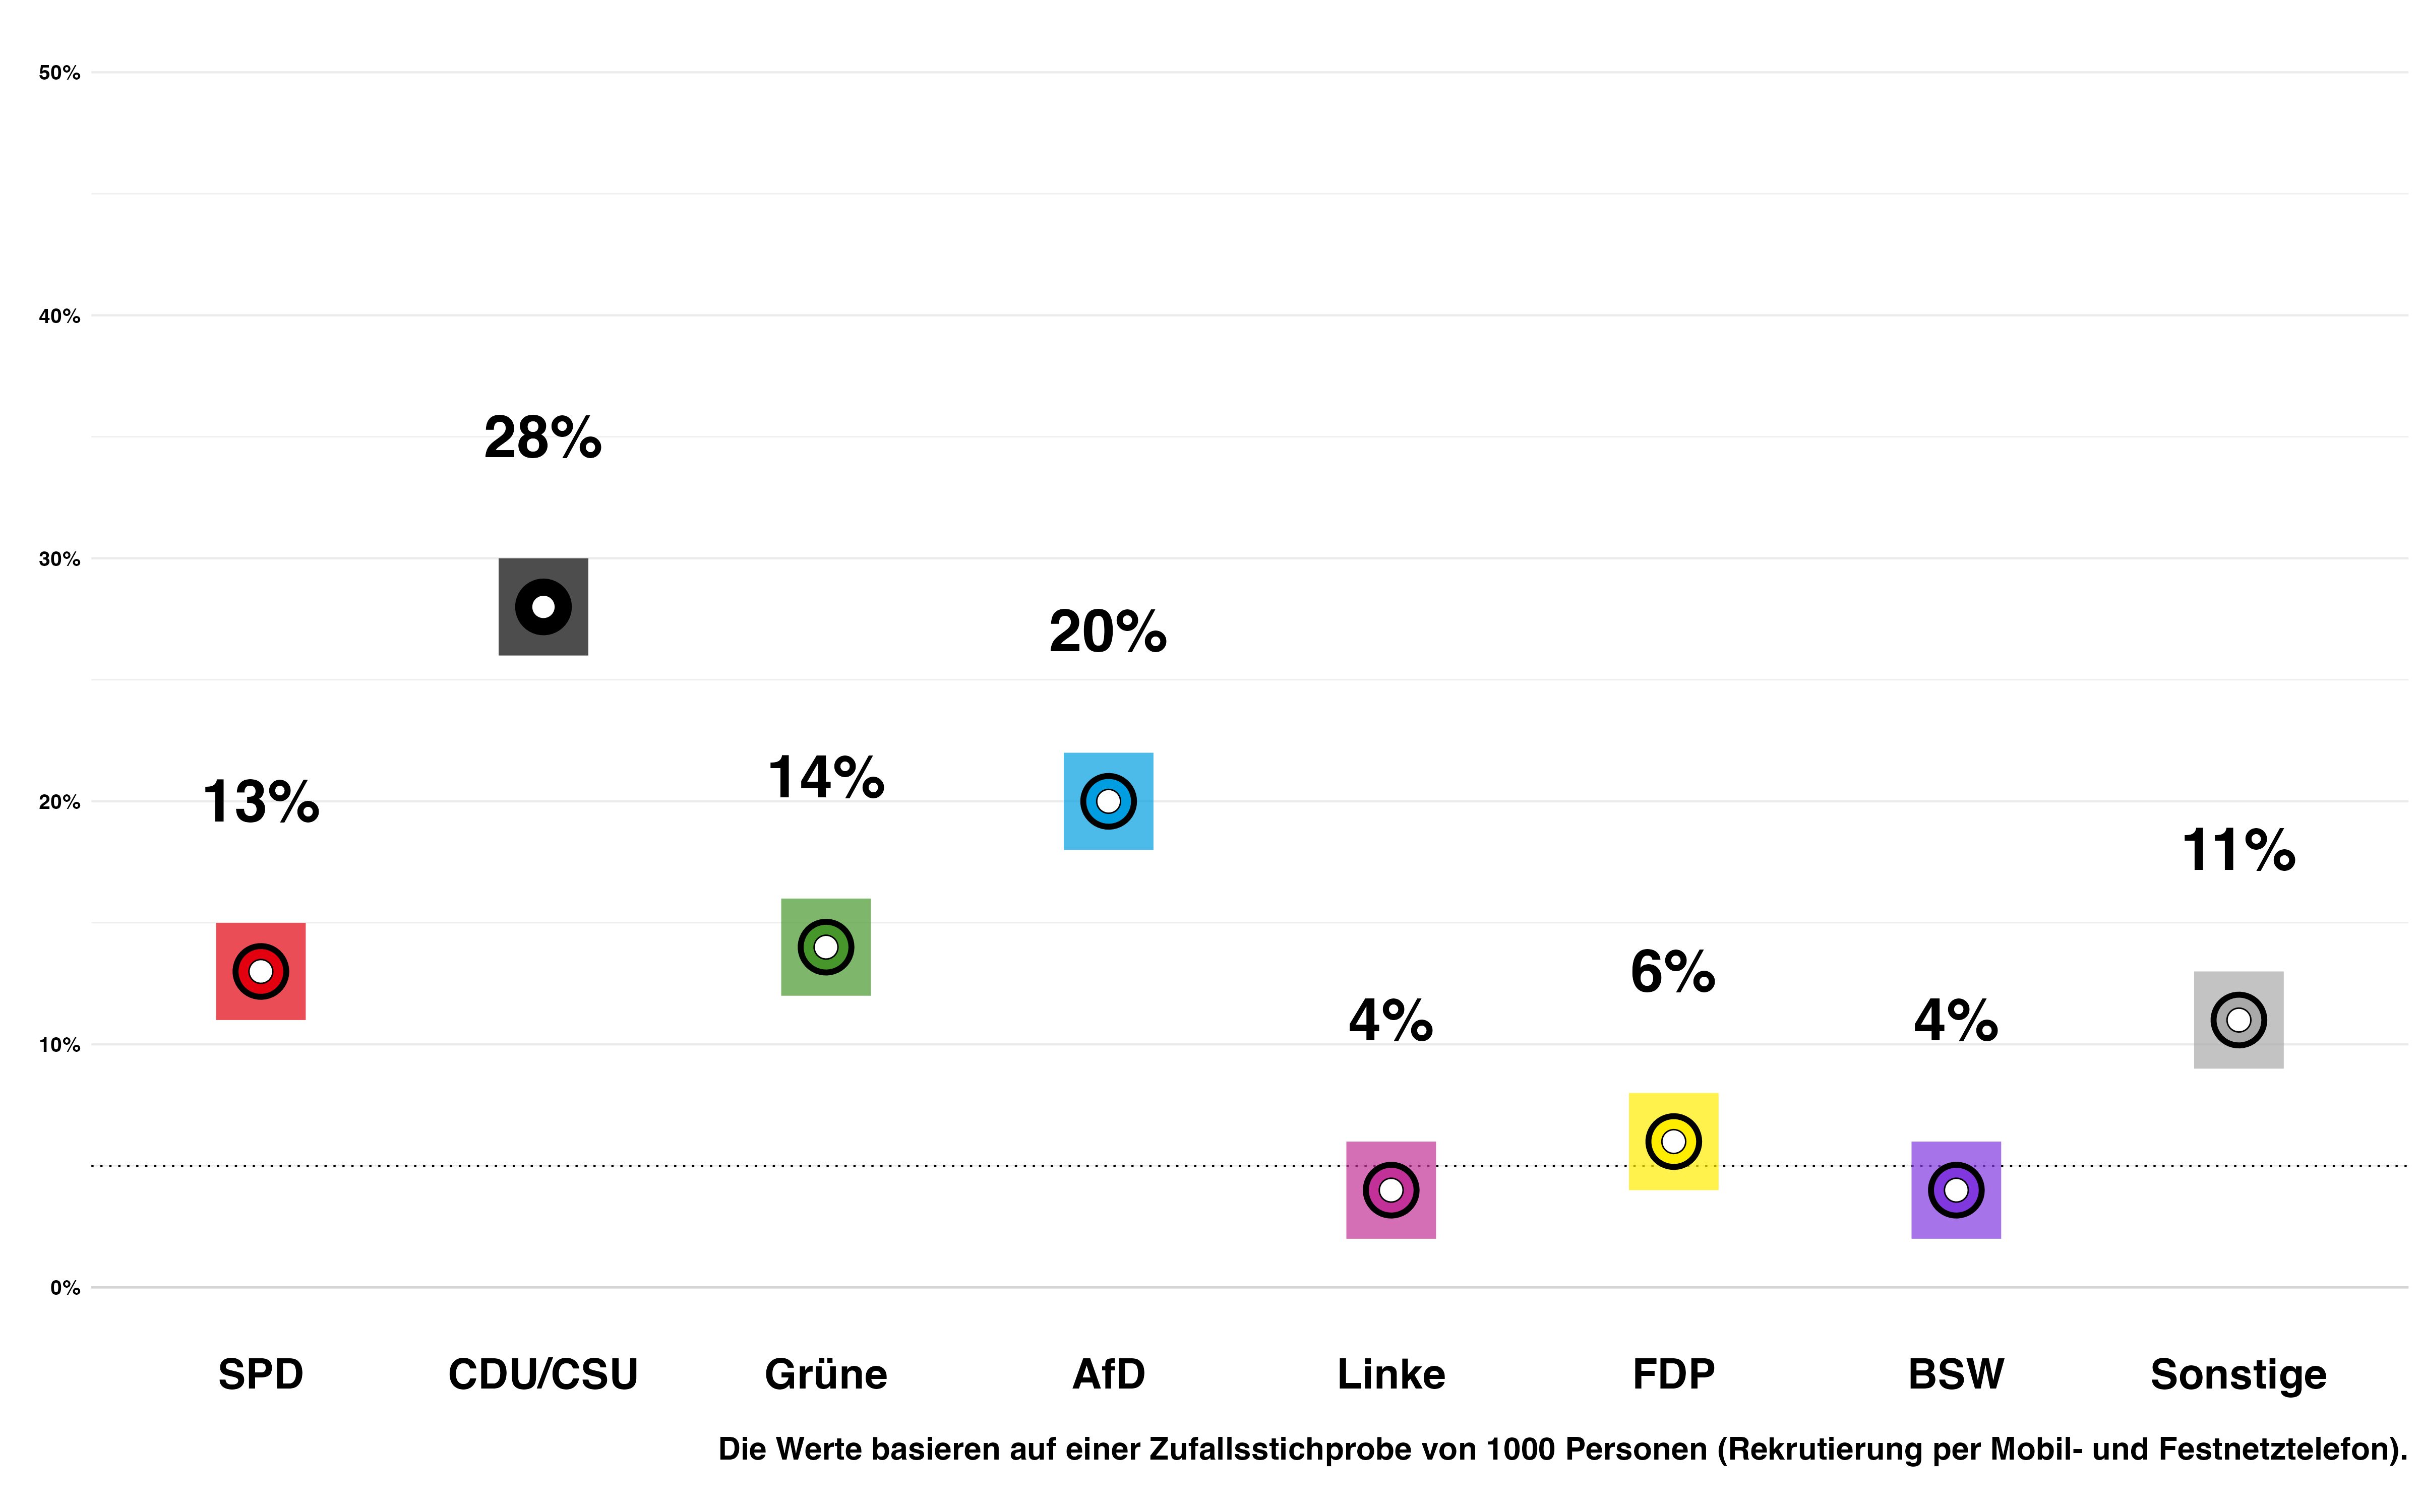 50%
40%
30%
20%
10%
0%
13%
28%
14%
20%
4%
6%
4%
11%
SPD
CDU/CSU
Grüne
AfD
Linke
FDP
BSW
Sonstige
Die Werte basieren auf einer Zufallsstichprobe von 1000 Personen (Rekrutierung per Mobil- und Festnetztelefon).